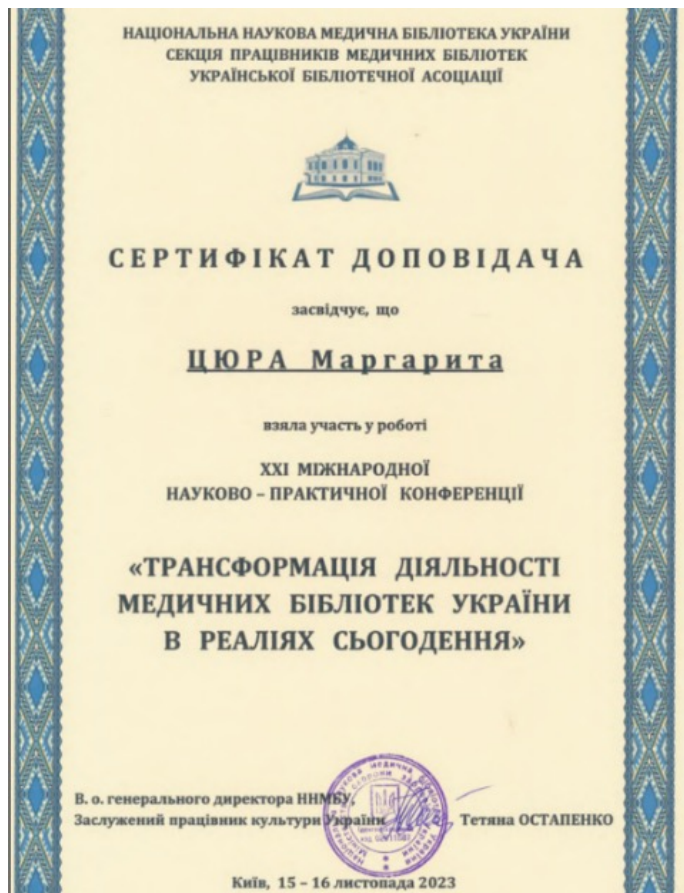 НАЦІОНАЛЬНА НАУКОВА МЕДИЧНА БІБЛІОТЕКА УКРАЇНИ
СЕКЦІЯ ПРАЦІВНИКІВ МЕДИЧНИХ БІБЛІОТЕК
УКРАЇНСЬКОЇ БІБЛІОТЕЧНОЇ АСОЦІАЦІЇ
СЕРТИФІКАТ ДОПОВІДАЧА
засвідчує, що
ЦЮРА Маргарита
взяла участь у роботі
XXI МІЖНАРОДНОЇ
НАУКОВО – ПРАКТИЧНОЇ КОНФЕРЕНЦІЇ
«ТРАНСФОРМАЦІЯ ДІЯЛЬНОСТІ
МЕДИЧНИХ БІБЛІОТЕК УКРАЇНИ
В РЕАЛІЯХ СЬОГОДЕННЯ»
В. о. генерального директора ННМБУ,
Заслужений працівник культури України Тетяна ОСТАПЕНКО
Київ, 15 – 16 листопада 2023